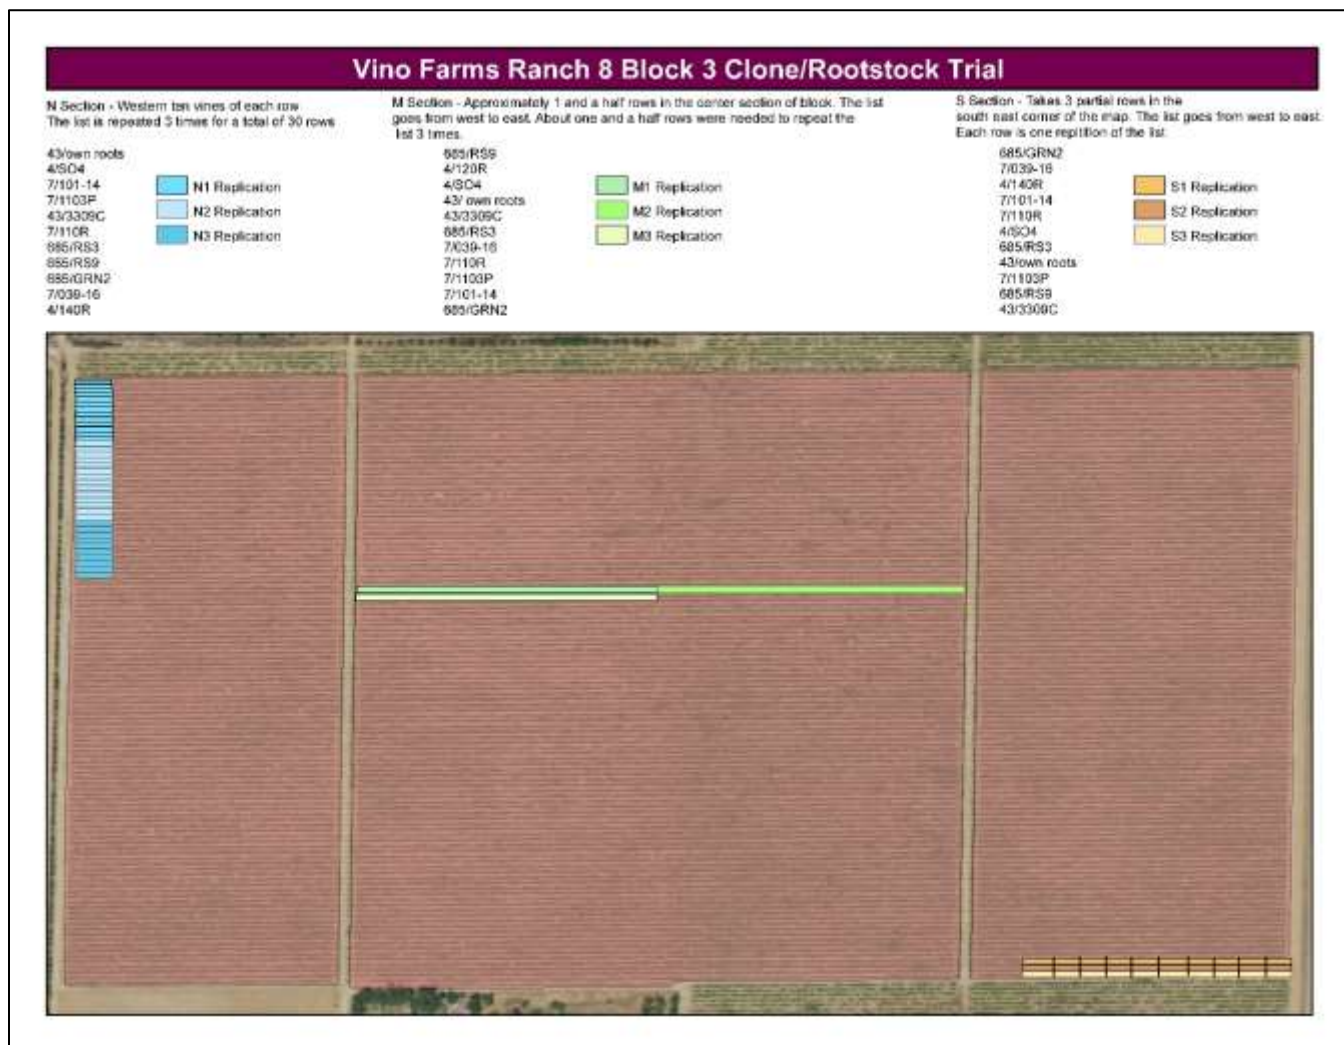 Vino Farms Ranch 8 Block 3 Clone/Rootstock Trial
N Section - Western ten vines of each row
The list is repeated 3 times for a total of 30 rows
43/own roots
4/SO4
7/101-14
7/1103P
43/3309C
7/110R
685/RS3
685/RS9
685/GRN2
7/039-16
4/140R
N1 Replication
N2 Replication
N3 Replication
M Section - Approximately 1 and a half rows in the center section of block. The list
goes from west to east. About one and a half rows were needed to repeat the
list 3 times.
685/RS9
4/120R
4/SO4
43/ own roots
43/3309C
685/RS3
7/039-16
7/110R
7/1103P
7/101-14
685/GRN2
M1 Replication
M2 Replication
M3 Replication
S Section - Takes 3 partial rows in the
south east corner of the map. The list goes from west to east.
Each row is one repitition of the list
685/GRN2
7/039-16
4/140R
7/101-14
7/110R
4/SO4
685/RS3
43/own roots
7/1103P
685/RS9
43/3309C
S1 Replication
S2 Replication
S3 Replication